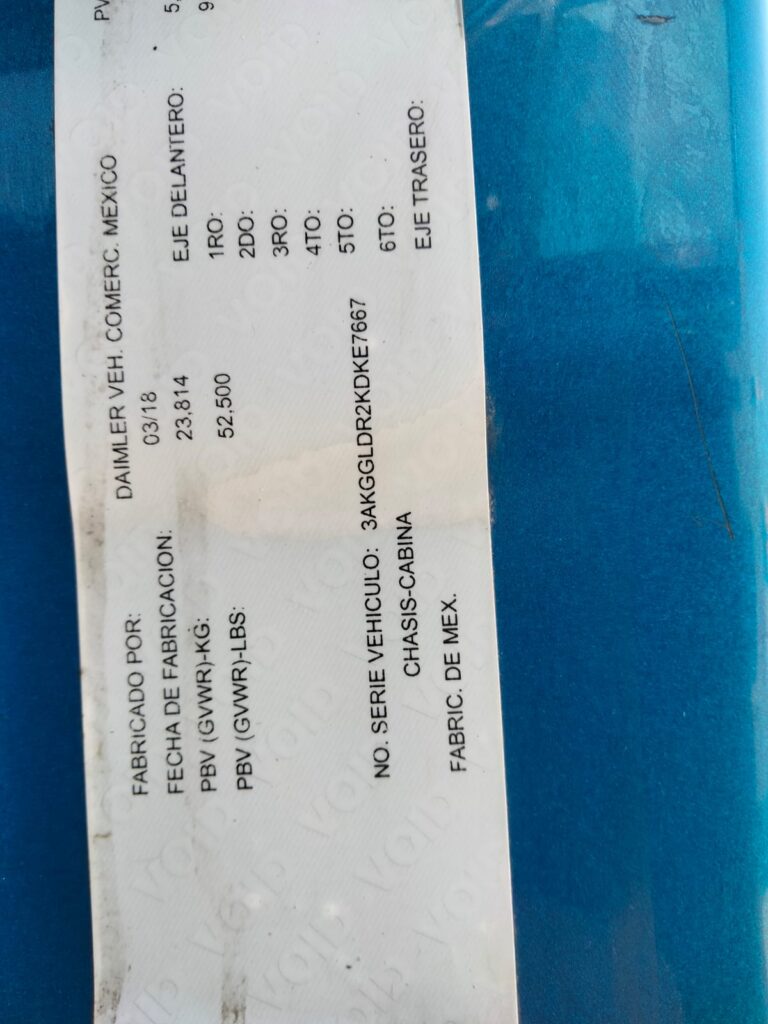 FABRICADO POR: DAIMLER VEH. COMERC. MEXICO
FECHA DE FABRICACION: 03/18
PBV (GVWR)-KG: 23,814 EJE DELANTERO:
PBV (GVWR)-LBS: 52,500 1RO:
2DO:
3RO:
4TO:
5TO:
NO. SERIE VEHICULO: 3AKGGLDR2KDKE7667 6TO:
CHASIS-CABINA EJE TRASERO:
FABRIC. DE MEX.